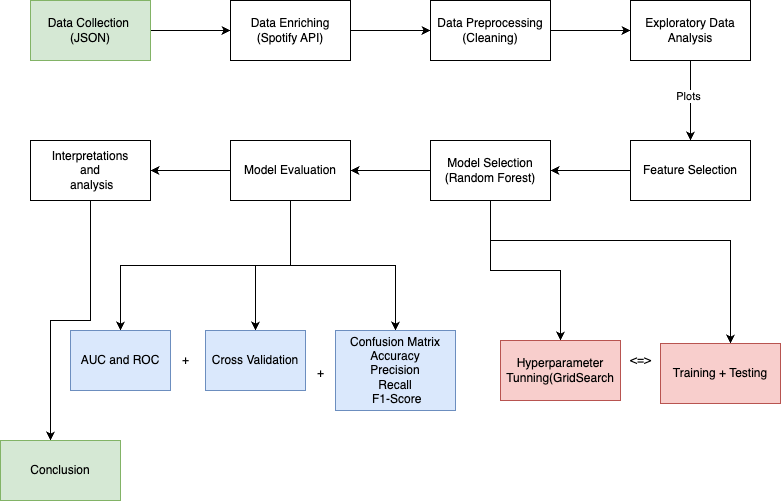 Data Collection
(JSON)
Data Enriching
(Spotify API)
Data Preprocessing
(Cleaning)
Exploratory Data
Analysis
Plots
Interpretations
and
analysis
Model Evaluation
Model Selection
(Random Forest)
Feature Selection
AUC and ROC
+
Cross Validation
+
Confusion Matrix
Accuracy
Precision
Recall
F1-Score
Hyperparameter
Tunning(GridSearch
<=>
Training + Testing
Conclusion